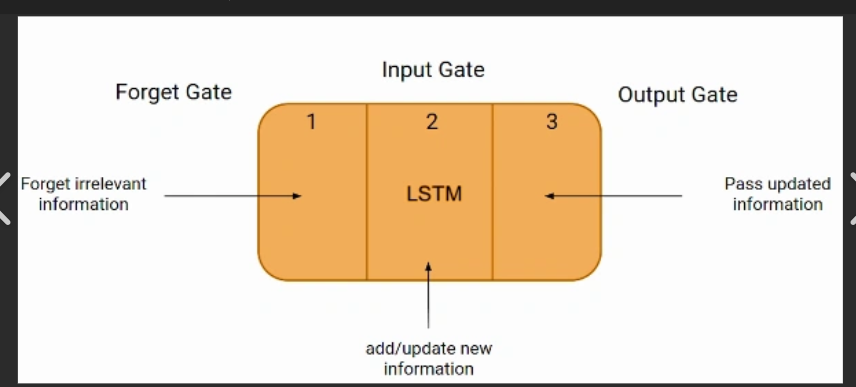 Input Gate
Forget Gate
Output Gate
1
2
3
Forget irrelevant
information
LSTM
Pass updated
information
add/update new
information